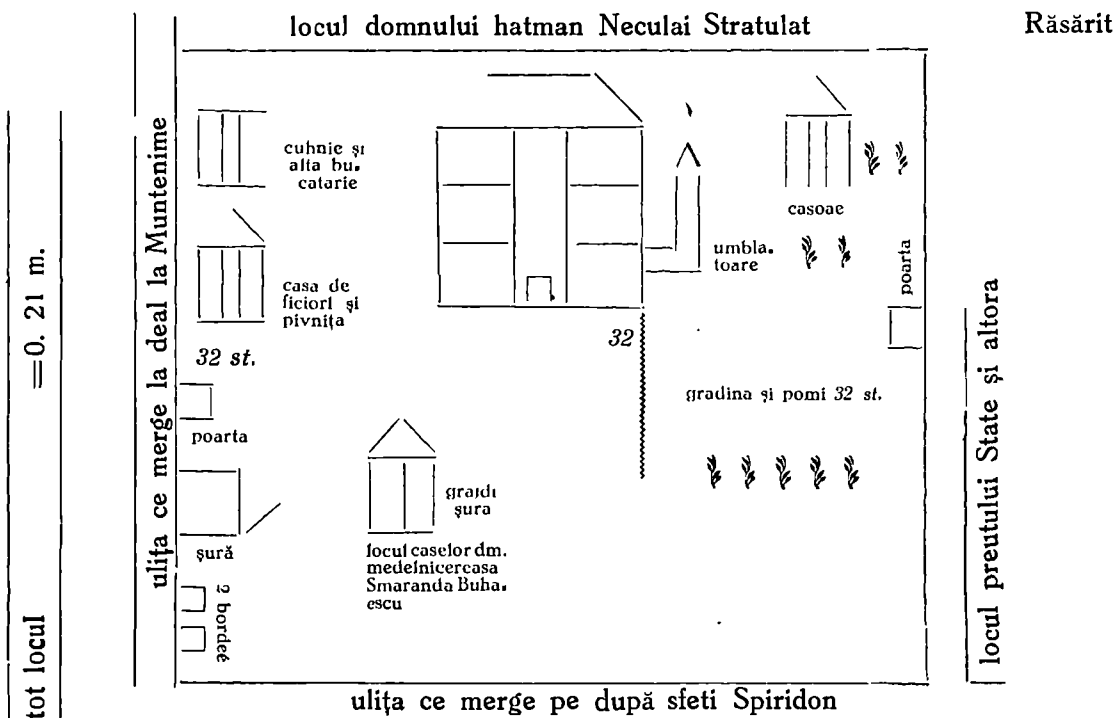 locul domnului hatman Neculai Stratulat
Răsărit
ulița ce merge la deal la Muntenime
cuhnie și
alta bu.
catarie
casa de
ficiori și
pivnița
32 st.
poarta
șură
2 bordeé
grajdi
șura
locul caselor dm.
medelnicercasa
Smaranda Buha.
escu
umbla.
toare
32
casoae
poarta
gradina și pomi 32 st.
locul preutului State și altora
ulița ce merge pe după sfeti Spiridon
tot locul
=0. 21 m.